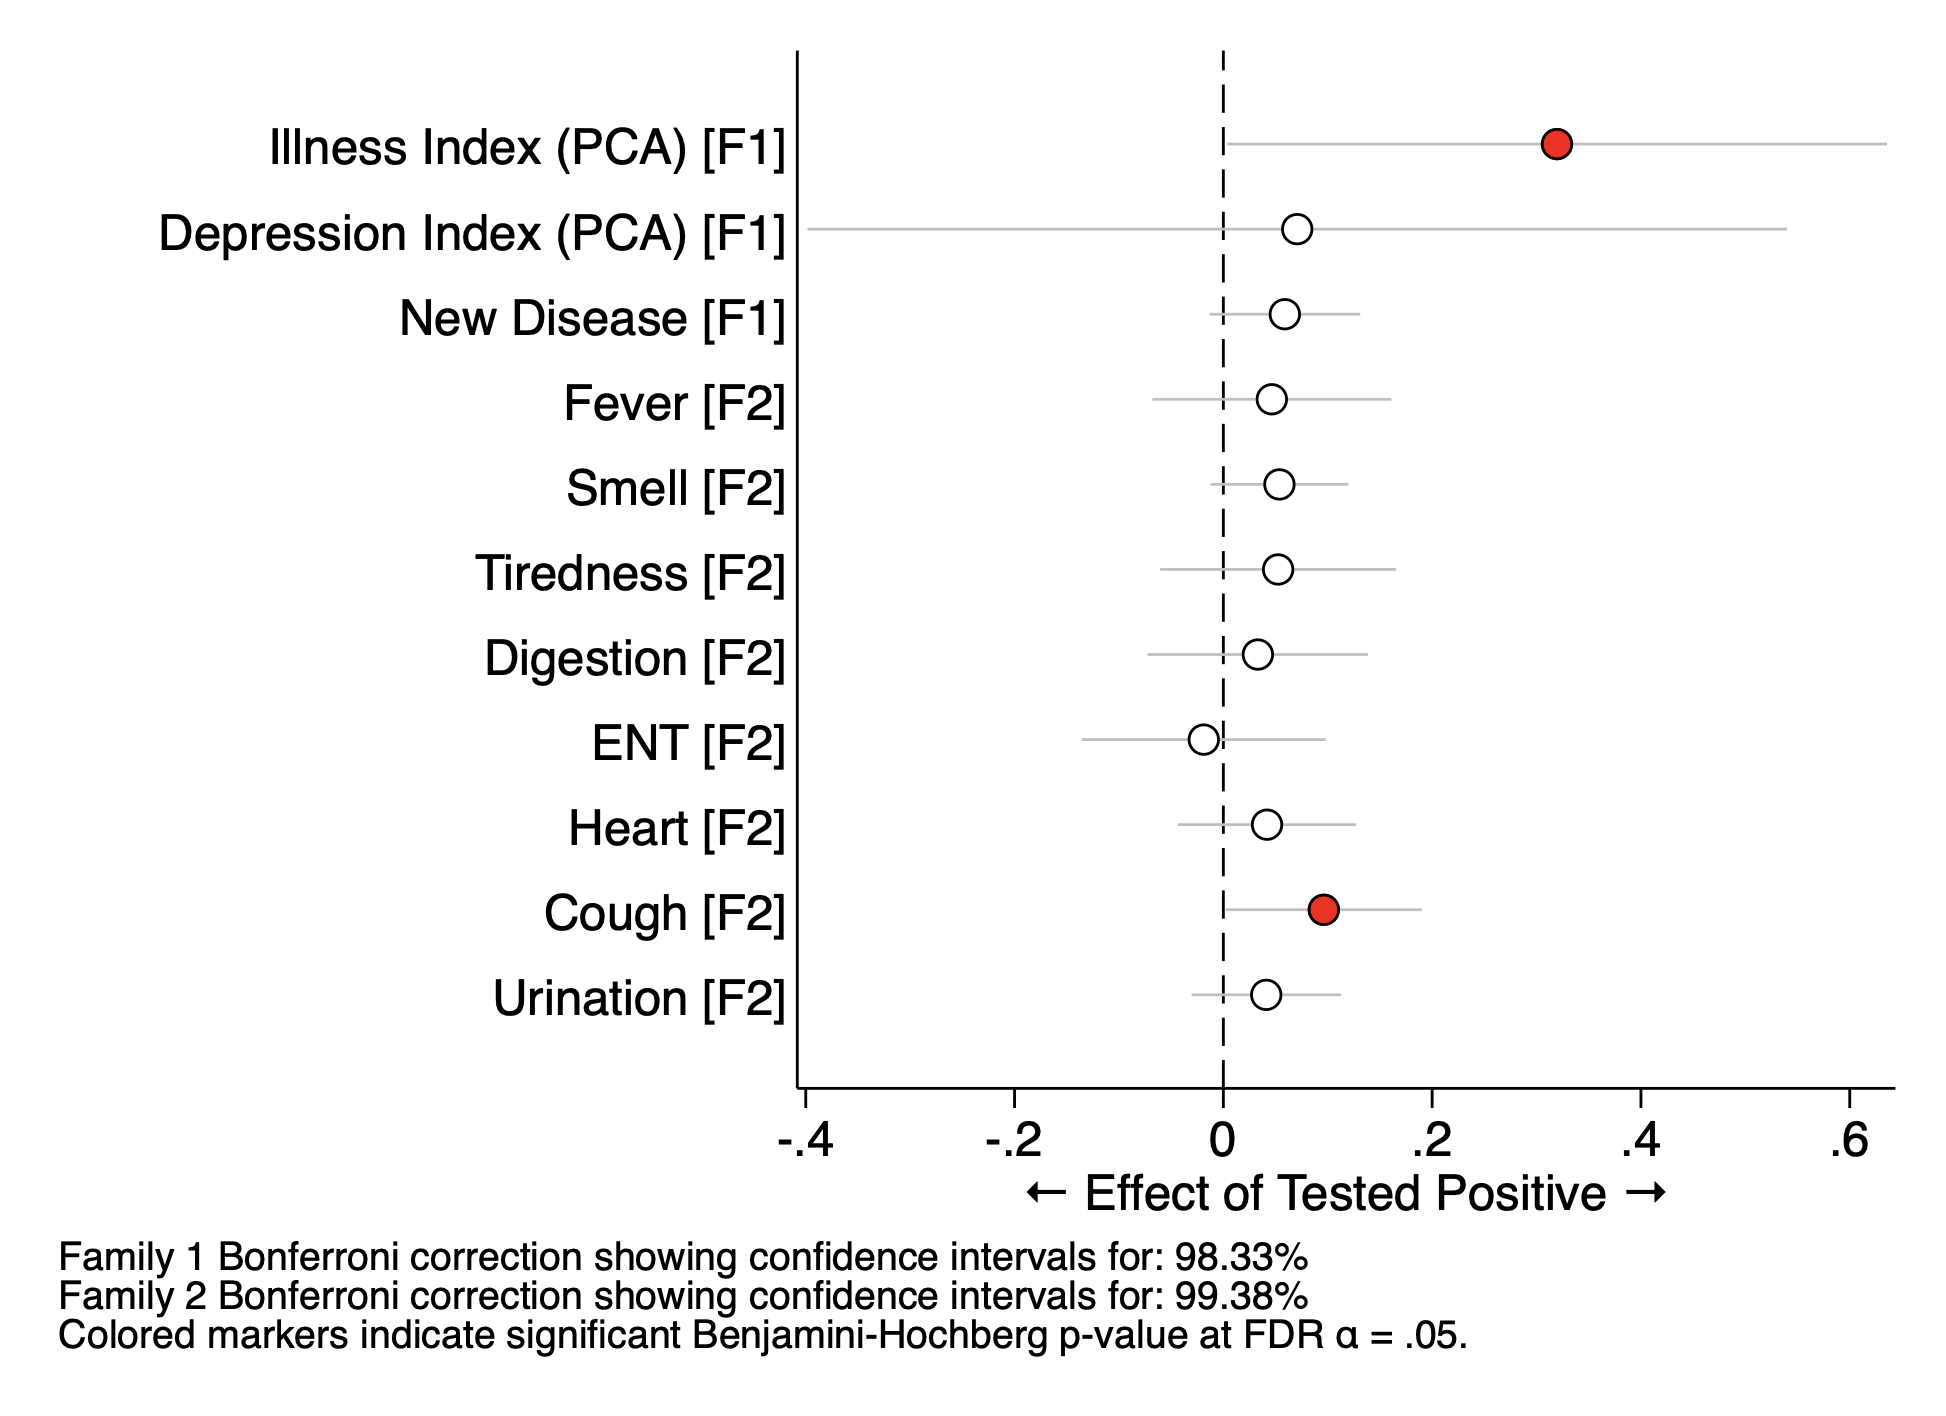 Illness Index (PCA) [F1]
Depression Index (PCA) [F1]
New Disease [F1]
Fever [F2]
Smell [F2]
Tiredness [F2]
Digestion [F2]
ENT [F2]
Heart [F2]
Cough [F2]
Urination [F2]
-.4 -.2 0 .2 .4 .6
← Effect of Tested Positive →
Family 1 Bonferroni correction showing confidence intervals for: 98.33%
Family 2 Bonferroni correction showing confidence intervals for: 99.38%
Colored markers indicate significant Benjamini-Hochberg p-value at FDR α = .05.